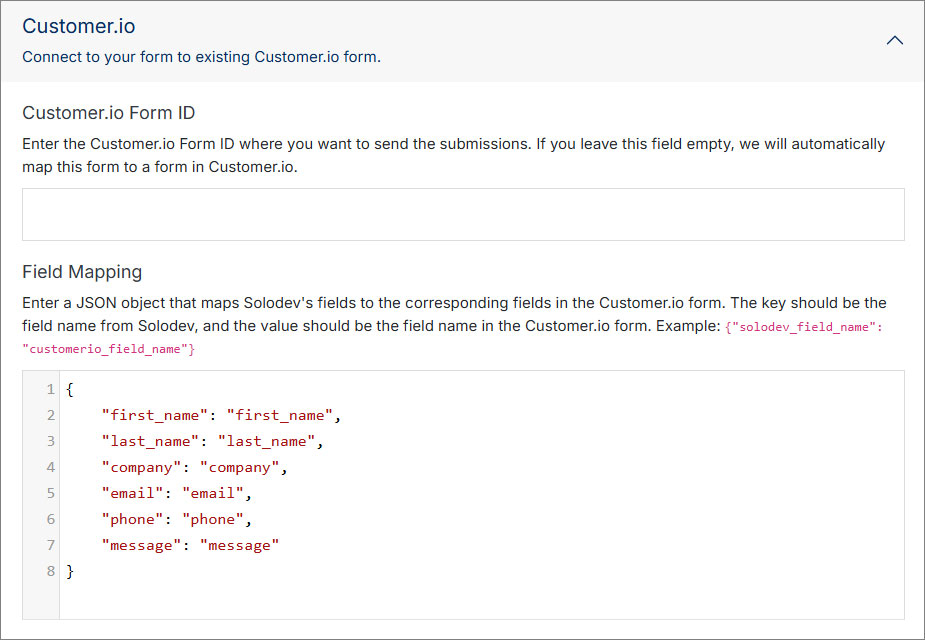 Customer.io
Connect to your form to existing Customer.io form.
Customer.io Form ID
Enter the Customer.io Form ID where you want to send the submissions. If you leave this field empty, we will automatically
map this form to a form in Customer.io.
Field Mapping
Enter a JSON object that maps Solodev's fields to the corresponding fields in the Customer.io form. The key should be the
field name from Solodev, and the value should be the field name in the Customer.io form. Example: {"solodev_field_name":
"customerio_field_name"}
1 {
2     "first_name": "first_name",
3     "last_name": "last_name",
4     "company": "company",
5     "email": "email",
6     "phone": "phone",
7     "message": "message"
8 }